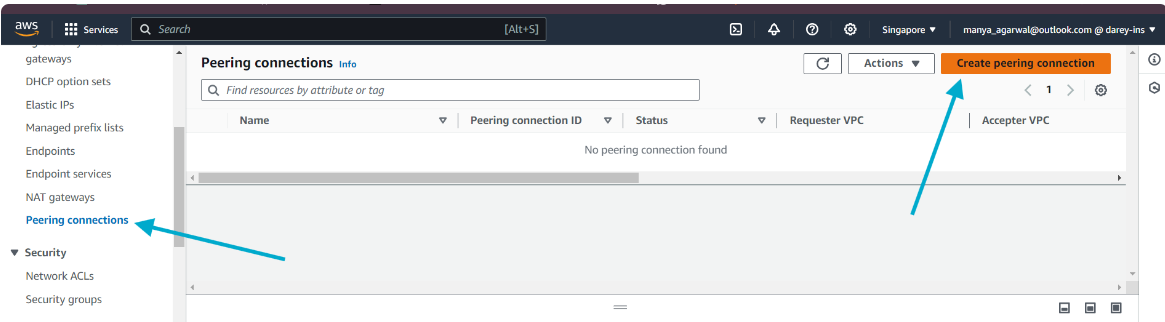 aws
Services
Search
[Alt+S]
Singapore ▼
manya_agarwal@outlook.com @ darey-ins ▼
gateways
DHCP option sets
Elastic IPs
Managed prefix lists
Endpoints
Endpoint services
NAT gateways
Peering connections
▼ Security
Network ACLs
Security groups
Peering connections Info
Actions ▼
Create peering connection
Find resources by attribute or tag
1
Name
Peering connection ID
Status
Requester VPC
Accepter VPC
No peering connection found